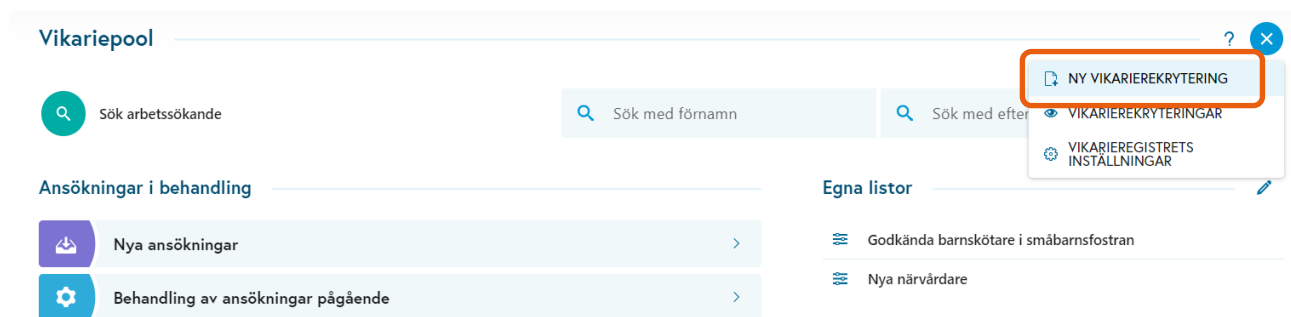 Vikariepool
?
NY VIKARIEREKRYTERING
VIKARIEREKRYTERINGAR
VIKARIEREGISTRETS
INSTÄLLNINGAR
Sök arbetssökande
Sök med förnamn
Sök med efter
Ansökningar i behandling
Nya ansökningar
Behandling av ansökningar pågående
Egna listor
Godkända barnskötare i småbarnsfostran
Nya närvårdare